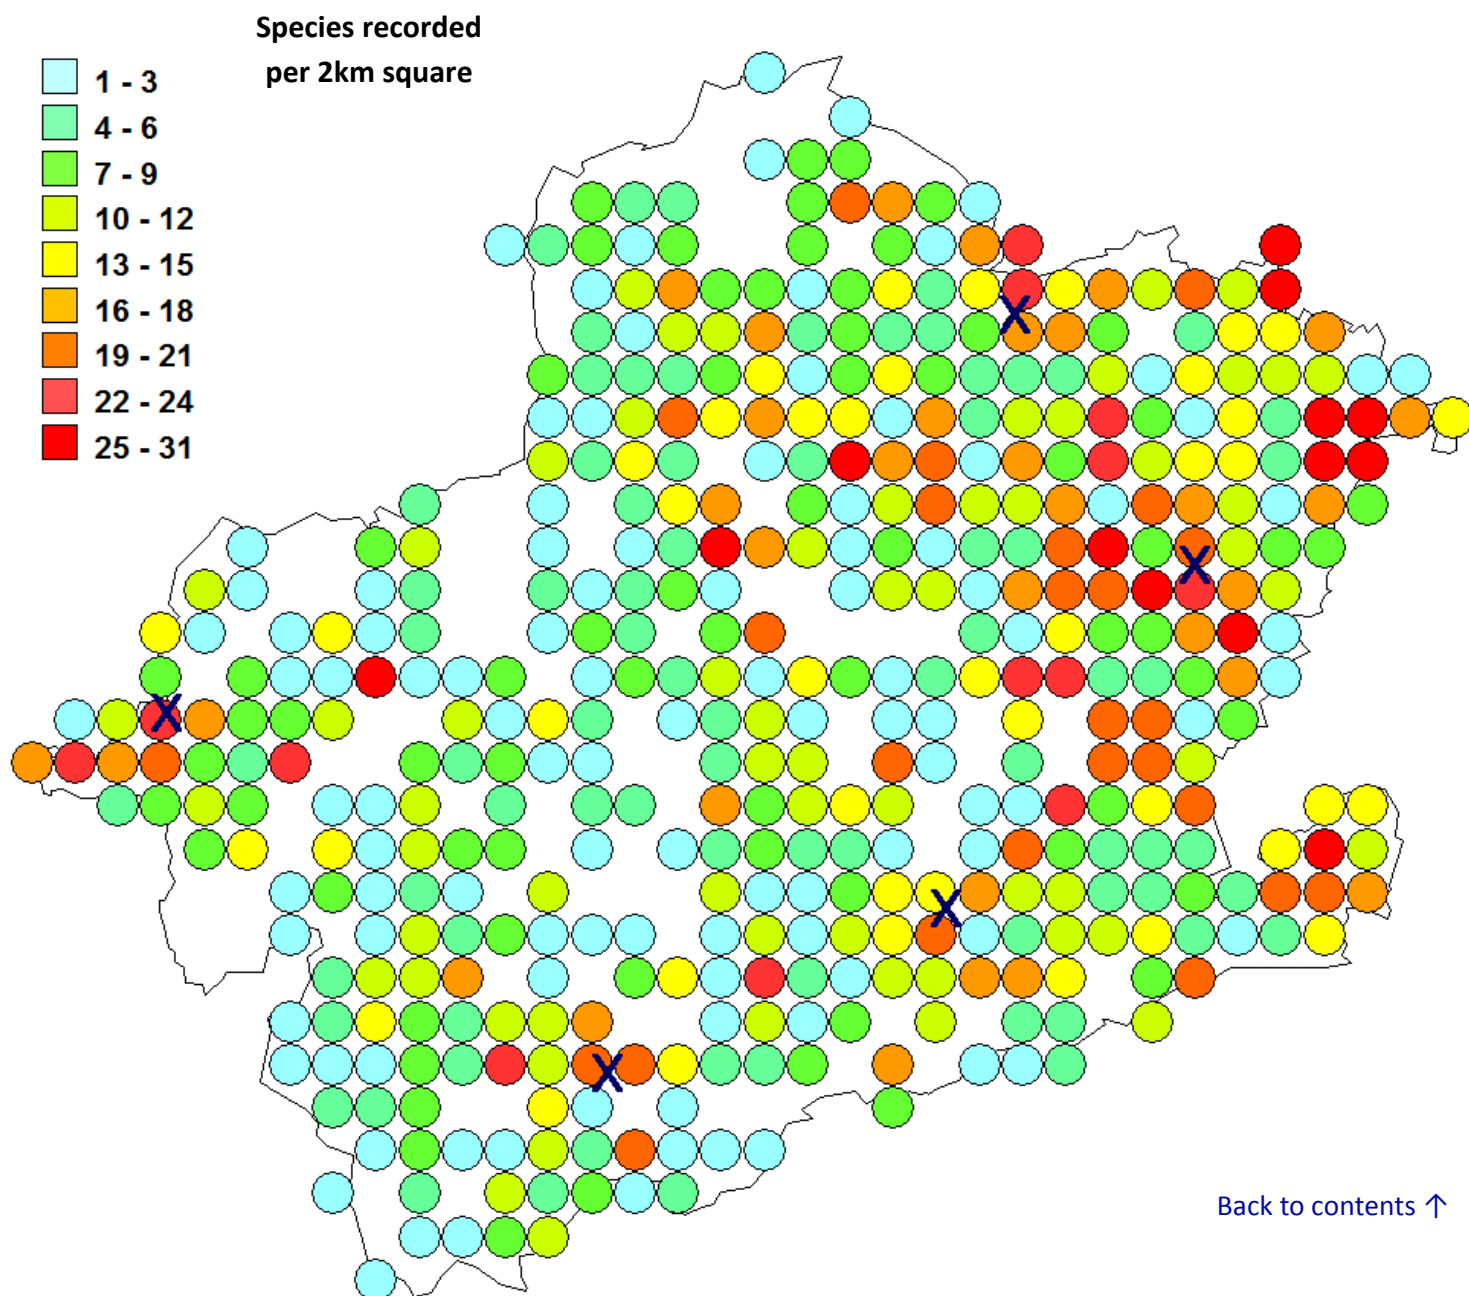 Species recorded
per 2km square
1 - 3
4 - 6
7 - 9
10 - 12
13 - 15
16 - 18
19 - 21
22 - 24
25 - 31
X
X
X
X
X
Back to contents ↑